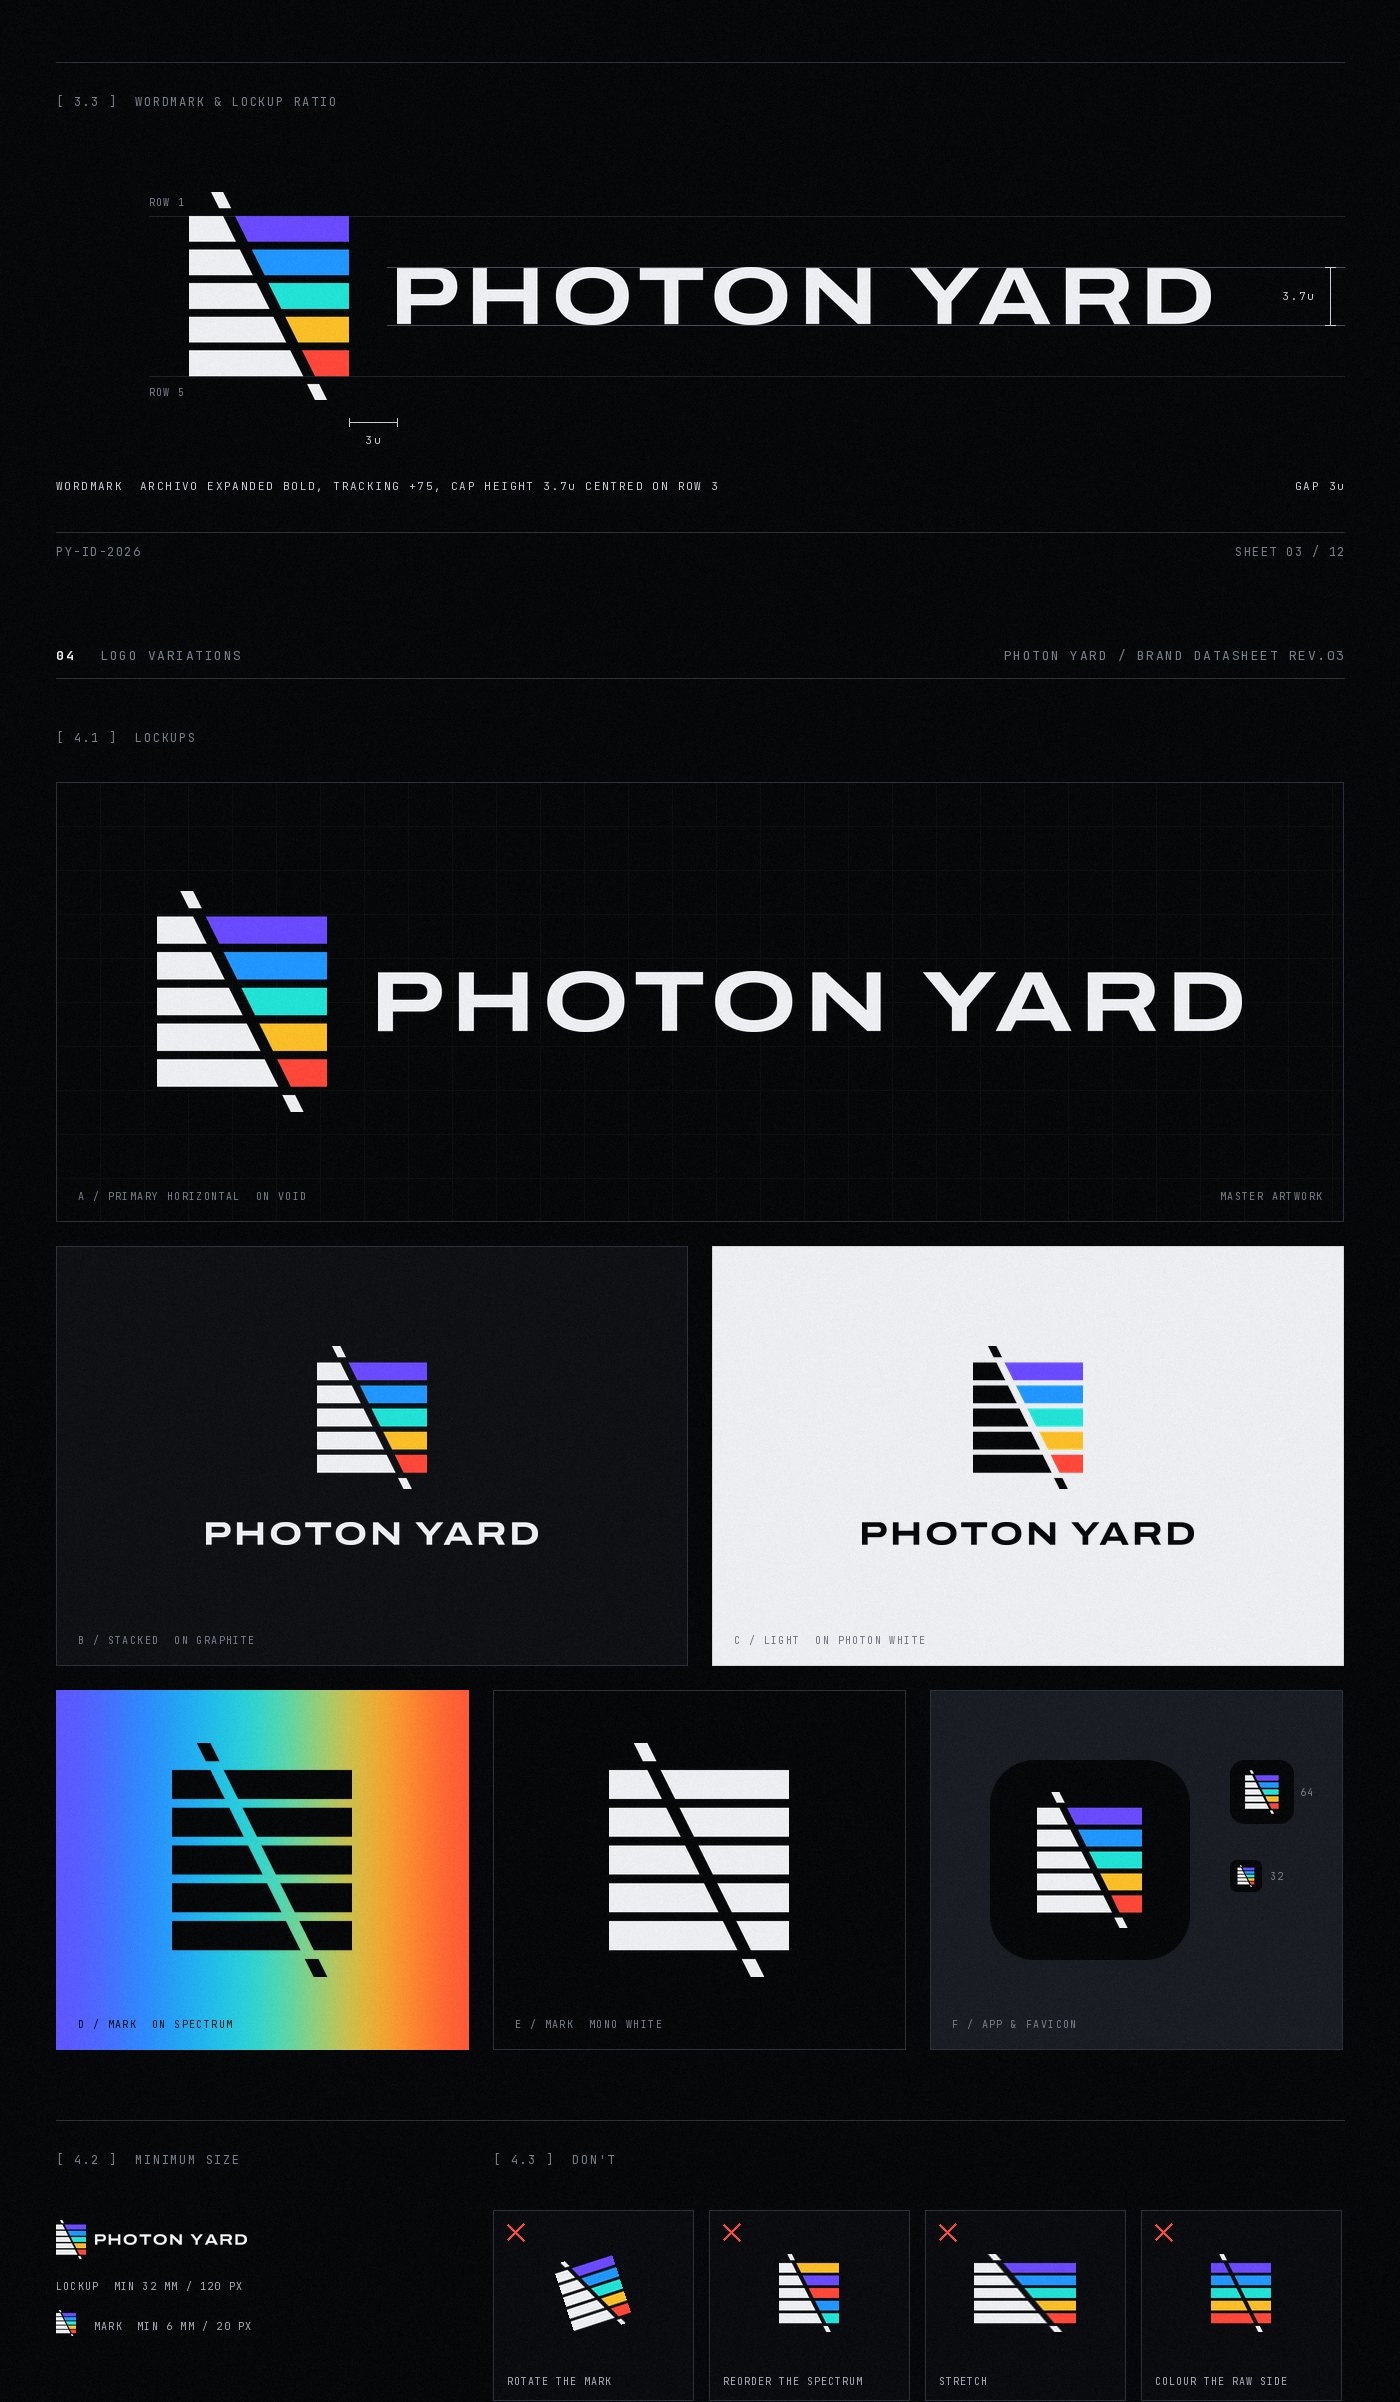 [ 3.3 ] WORDMARK & LOCKUP RATIO
ROW 1
PHOTON YARD
3.7u
ROW 5
3u
WORDMARK ARCHIVO EXPANDED BOLD, TRACKING +75, CAP HEIGHT 3.7u CENTRED ON ROW 3
GAP 3u
PY-ID-2026
SHEET 03 / 12
04 LOGO VARIATIONS
PHOTON YARD / BRAND DATASHEET REV.03
[ 4.1 ] LOCKUPS
PHOTON YARD
A / PRIMARY HORIZONTAL ON VOID
MASTER ARTWORK
PHOTON YARD
B / STACKED ON GRAPHITE
PHOTON YARD
C / LIGHT ON PHOTON WHITE
D / MARK ON SPECTRUM
E / MARK MONO WHITE
64
32
F / APP & FAVICON
[ 4.2 ] MINIMUM SIZE
PHOTON YARD
LOCKUP MIN 32 MM / 120 PX
MARK MIN 6 MM / 20 PX
[ 4.3 ] DON'T
ROTATE THE MARK
REORDER THE SPECTRUM
STRETCH
COLOUR THE RAW SIDE